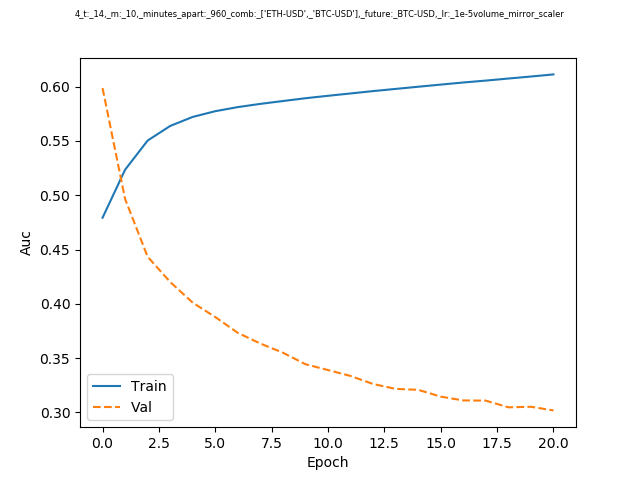 4_t:_14,_m:_10,_minutes_apart:_960_comb:_['ETH-USD',_'BTC-USD'],_future:_BTC-USD,_lr:_1e-5volume_mirror_scaler
0.60
0.55
0.50
0.45
0.40
0.35
0.30
Auc
Train
Val
0.0 2.5 5.0 7.5 10.0 12.5 15.0 17.5 20.0
Epoch